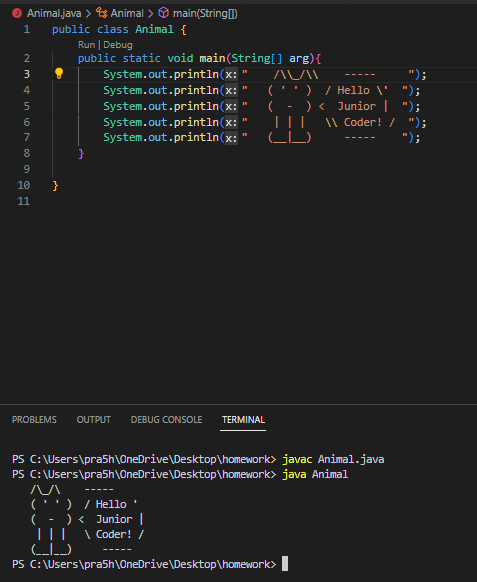 Animal.java > Animal > main(String[])
1 public class Animal {
Run | Debug
2     public static void main(String[] arg){
3         System.out.println(x:"    /\\_/\\    -----     ");
4         System.out.println(x:"   ( ' ' )  / Hello \'  ");
5         System.out.println(x:"   (  -  ) <  Junior |  ");
6         System.out.println(x:"    | | |   \\ Coder! /  ");
7         System.out.println(x:"   (__|__)     -----    ");
8     }
9
10 }
11
PROBLEMS OUTPUT DEBUG CONSOLE TERMINAL
PS C:\Users\pra5h\OneDrive\Desktop\homework> javac Animal.java
PS C:\Users\pra5h\OneDrive\Desktop\homework> java Animal
    /\_/\    -----
   ( ' ' )  / Hello '
   (  -  ) <  Junior |
    | | |   \ Coder! /
   (__|__)     -----
PS C:\Users\pra5h\OneDrive\Desktop\homework>